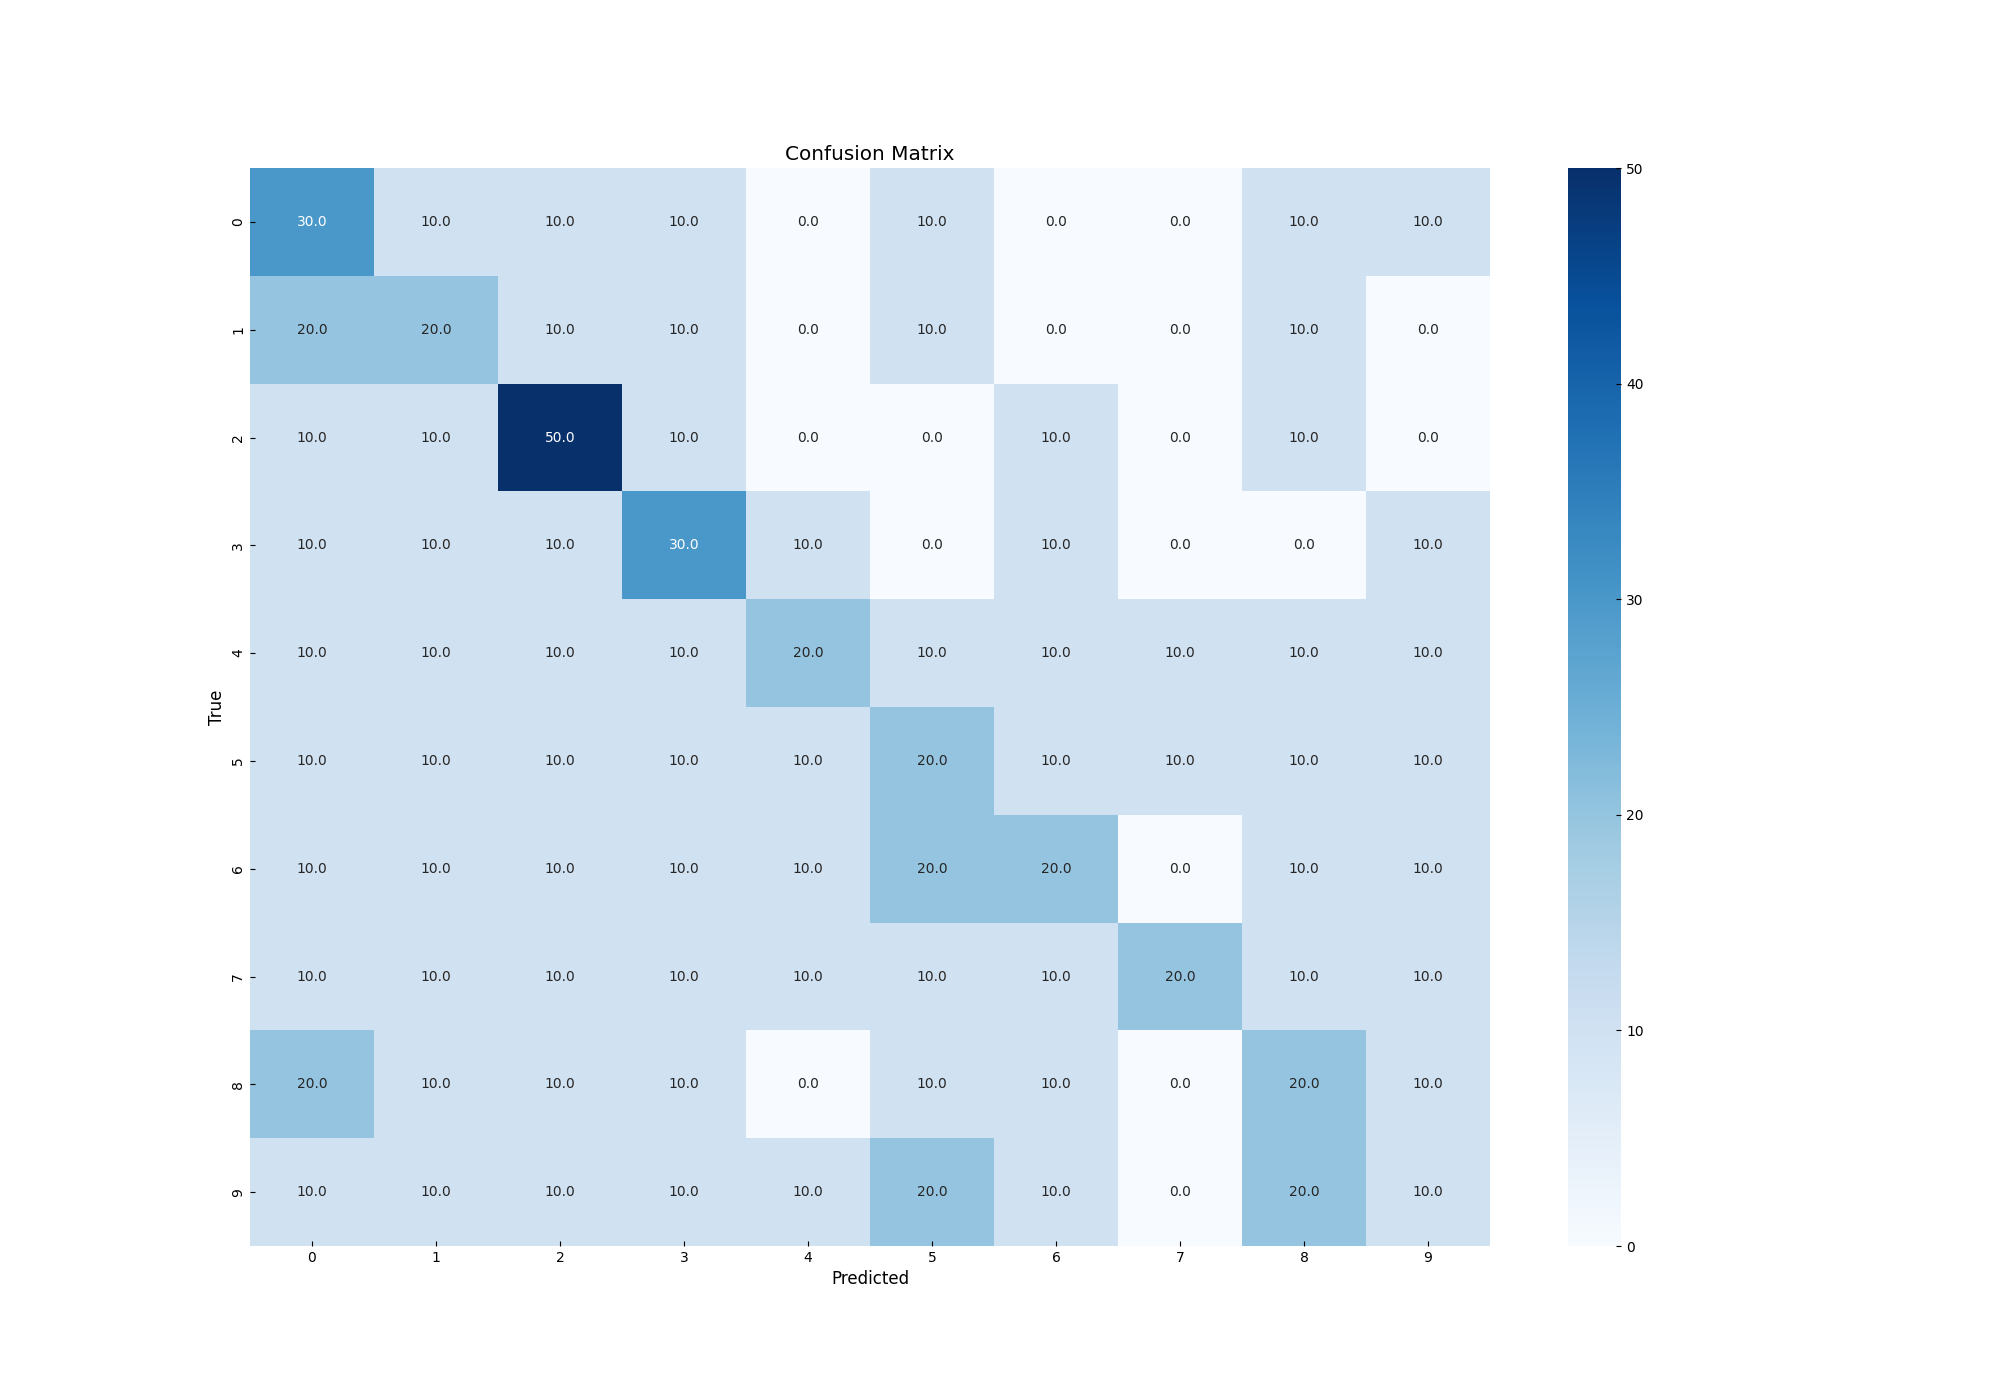 Confusion Matrix
0 30.0 10.0 10.0 10.0 0.0 10.0 0.0 0.0 10.0 10.0
1 20.0 20.0 10.0 10.0 0.0 10.0 0.0 0.0 10.0 0.0
2 10.0 10.0 50.0 10.0 0.0 0.0 10.0 0.0 10.0 0.0
3 10.0 10.0 10.0 30.0 10.0 0.0 10.0 0.0 0.0 10.0
4 10.0 10.0 10.0 10.0 20.0 10.0 10.0 10.0 10.0 10.0
True
5 10.0 10.0 10.0 10.0 10.0 20.0 10.0 10.0 10.0 10.0
6 10.0 10.0 10.0 10.0 10.0 20.0 20.0 0.0 10.0 10.0
7 10.0 10.0 10.0 10.0 10.0 10.0 10.0 20.0 10.0 10.0
8 20.0 10.0 10.0 10.0 0.0 10.0 10.0 0.0 20.0 10.0
9 10.0 10.0 10.0 10.0 10.0 20.0 10.0 0.0 20.0 10.0
0 1 2 3 4 5 6 7 8 9
Predicted
50
40
30
20
10
0